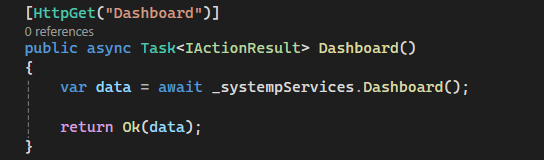 [HttpGet("Dashboard")]
0 references
public async Task<IActionResult> Dashboard()
{
    var data = await _systempServices.Dashboard();
    return Ok(data);
}